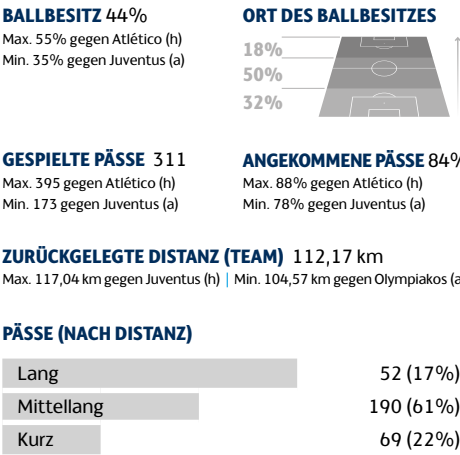 BALLBESITZ 44%
Max. 55% gegen Atlético (h)
Min. 35% gegen Juventus (a)
ORT DES BALLBESITZES
18%
50%
32%
GESPIELTE PÄSSE 311
Max. 395 gegen Atlético (h)
Min. 173 gegen Juventus (a)
ANGEKOMMENE PÄSSE 84%
Max. 88% gegen Atlético (h)
Min. 78% gegen Juventus (a)
ZURÜCKGELEGTE DISTANZ (TEAM) 112,17 km
Max. 117,04 km gegen Juventus (h) | Min. 104,57 km gegen Olympiakos (a
PÄSSE (NACH DISTANZ)
Lang 52 (17%)
Mittellang 190 (61%)
Kurz 69 (22%)